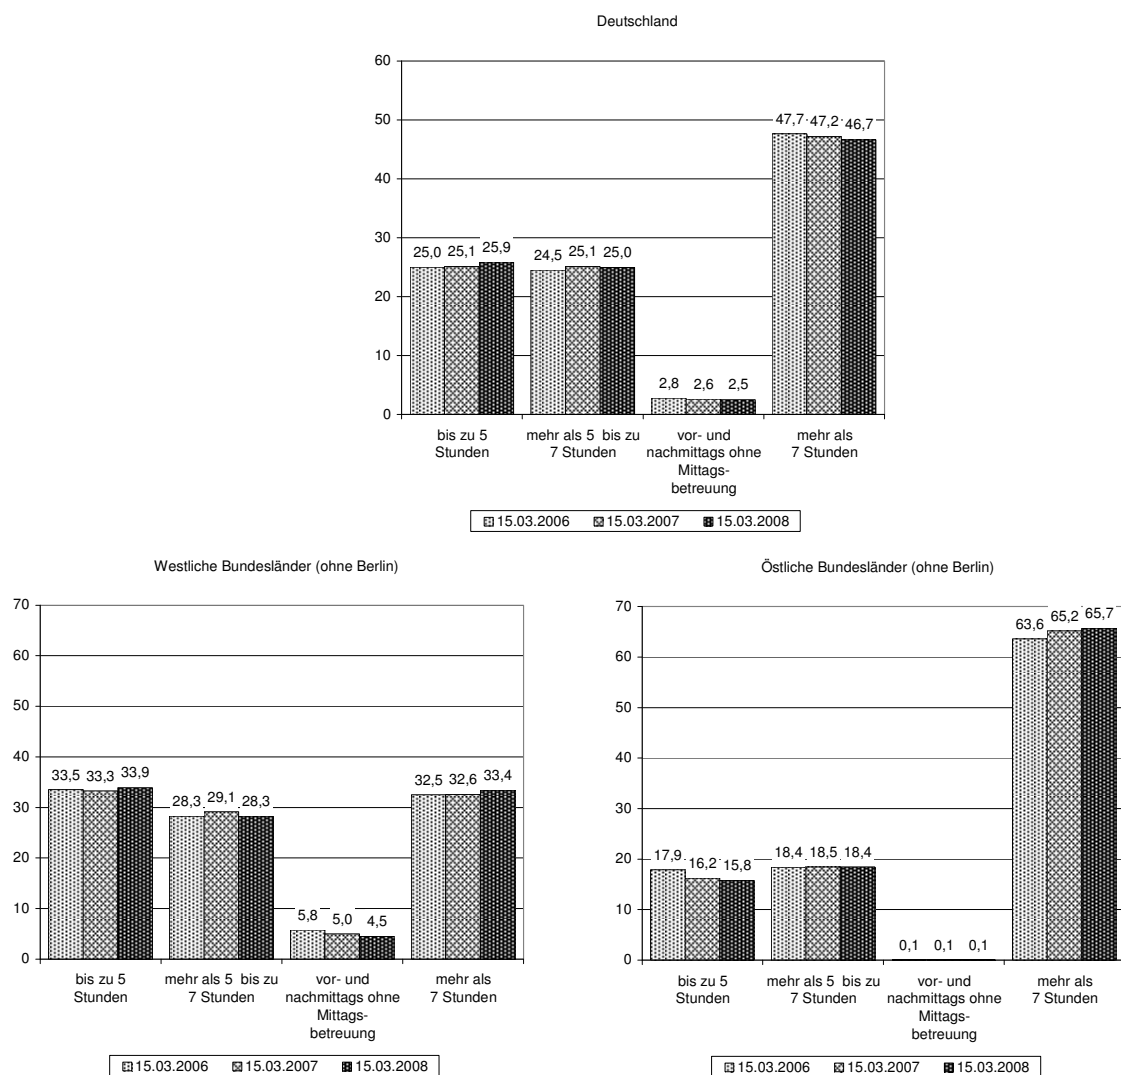 Deutschland
60
50
40
30
20
10
0
25,0 25,1 25,9
24,5 25,1 25,0
2,8 2,6 2,5
47,7 47,2 46,7
bis zu 5
Stunden
mehr als 5 bis zu
7 Stunden
vor- und
nachmittags ohne
Mittags-
betreuung
mehr als
7 Stunden
15.03.2006 15.03.2007 15.03.2008
Westliche Bundesländer (ohne Berlin)
70
60
50
40
30
20
10
0
33,5 33,3 33,9
28,3 29,1 28,3
5,8 5,0 4,5
32,5 32,6 33,4
bis zu 5
Stunden
mehr als 5 bis zu
7 Stunden
vor- und
nachmittags ohne
Mittags-
betreuung
mehr als
7 Stunden
15.03.2006 15.03.2007 15.03.2008
Östliche Bundesländer (ohne Berlin)
70
60
50
40
30
20
10
0
17,9 16,2 15,8
18,4 18,5 18,4
0,1 0,1 0,1
63,6 65,2 65,7
bis zu 5
Stunden
mehr als 5 bis zu
7 Stunden
vor- und
nachmittags ohne
Mittags-
betreuung
mehr als
7 Stunden
15.03.2006 15.03.2007 15.03.2008